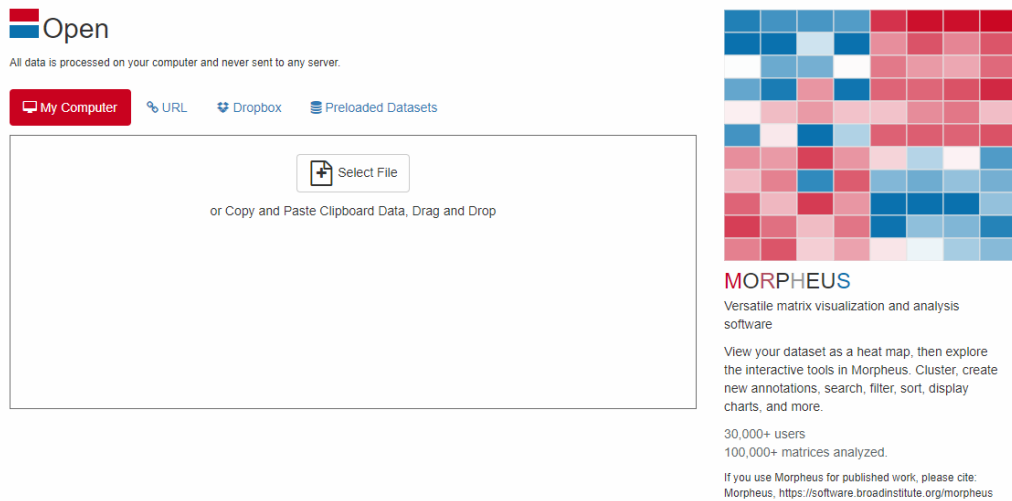 Open
All data is processed on your computer and never sent to any server.
My Computer
URL
Dropbox
Preloaded Datasets
Select File
or Copy and Paste Clipboard Data, Drag and Drop
MORPHEUS
Versatile matrix visualization and analysis
software
View your dataset as a heat map, then explore
the interactive tools in Morpheus. Cluster, create
new annotations, search, filter, sort, display
charts, and more.
30,000+ users
100,000+ matrices analyzed.
If you use Morpheus for published work, please cite:
Morpheus, https://software.broadinstitute.org/morpheus